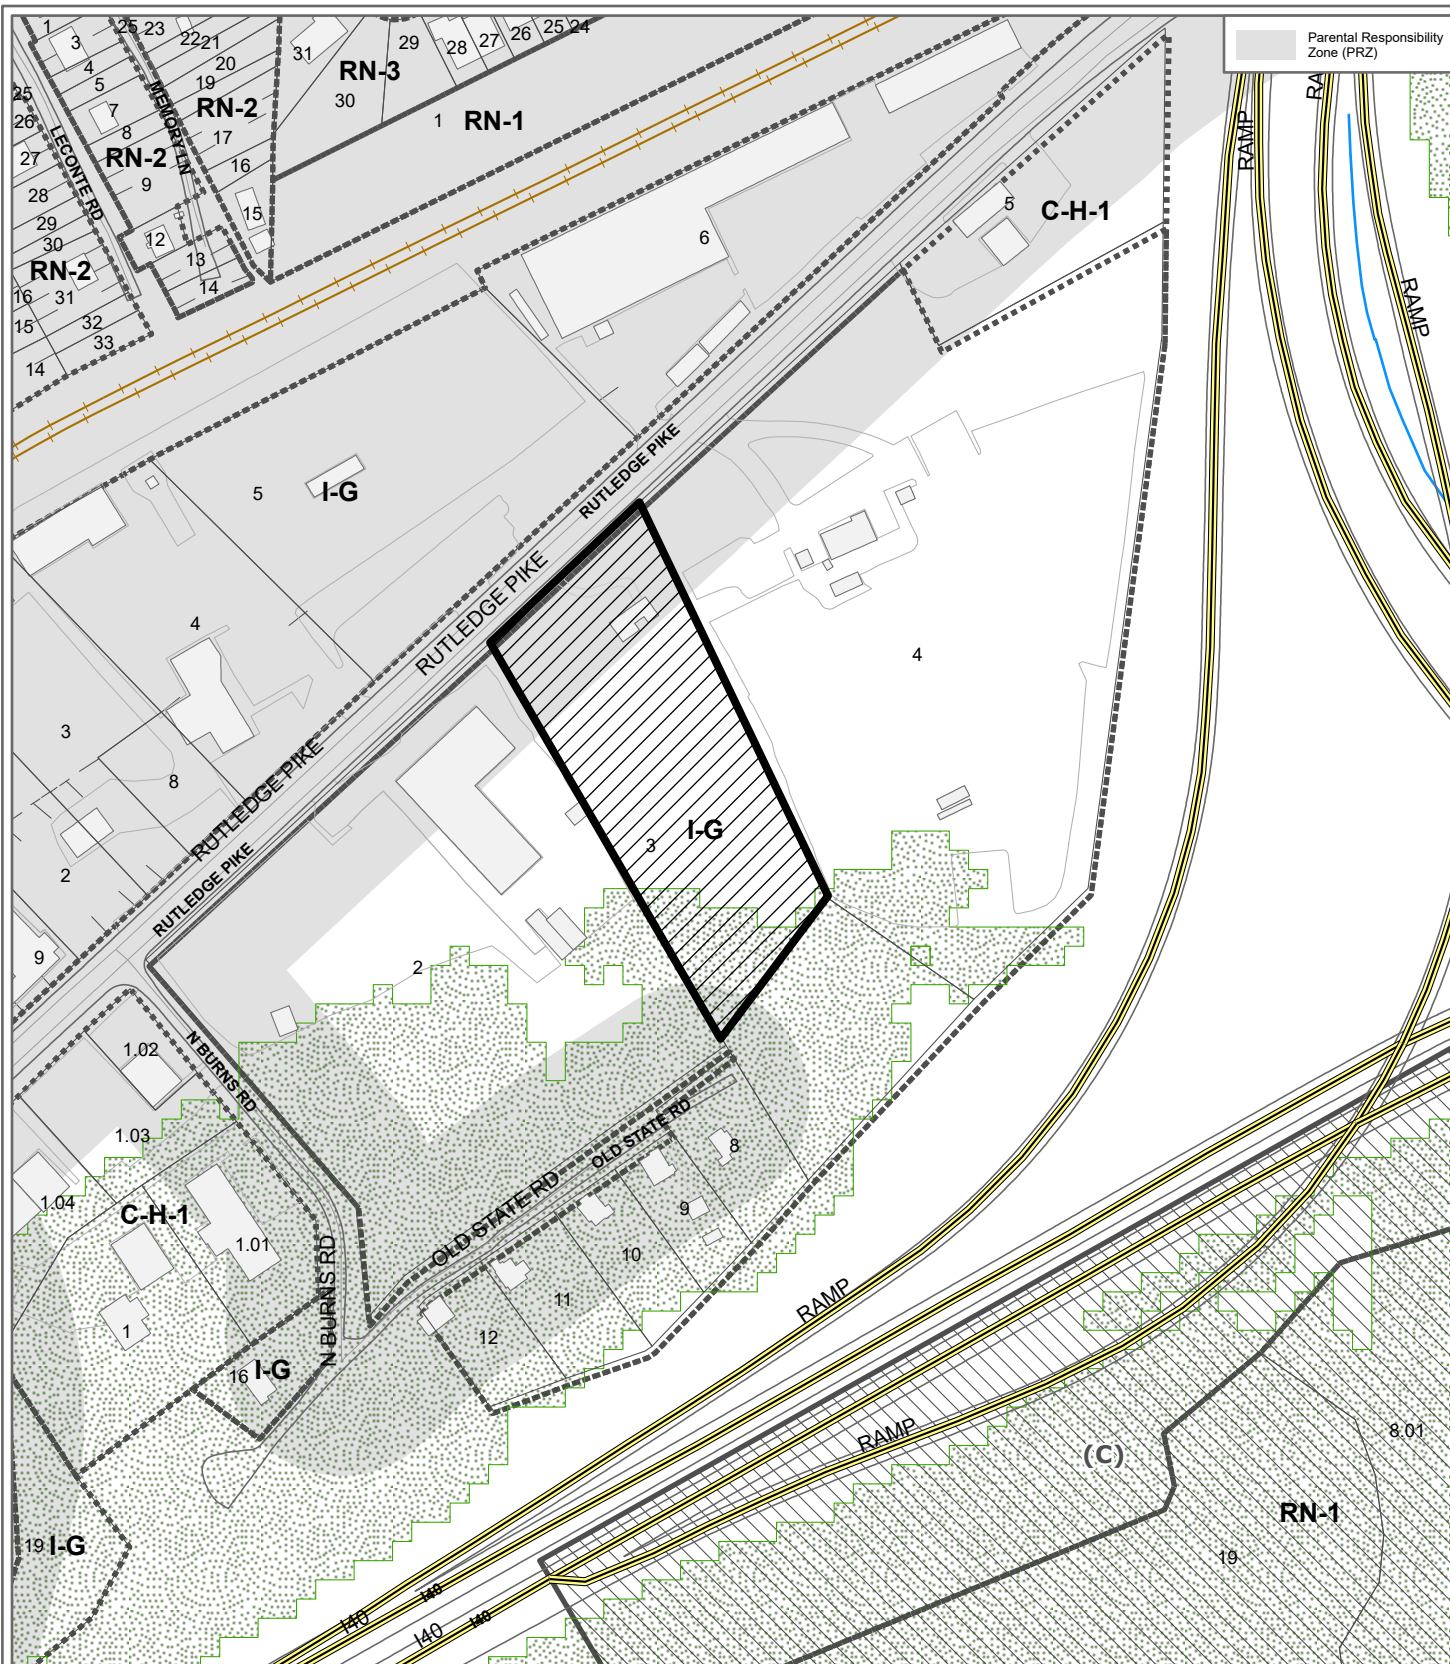 Parental Responsibility
Zone (PRZ)
1
3
4
5
7
8
9
12
25
23
22
21
20
19
17
16
15
13
14
31
30
29
28
27
26
25
24
RN-3
RN-2
RN-1
1
MEMORY LN
RN-2
LECONTE RD
25
26
27
28
29
30
RN-2
31
32
33
16
15
14
RAMP
RA
RAMP
C-H-1
5
6
5
I-G
RUTLEDGE PIKE
RUTLEDGE PIKE
4
3
8
2
9
RUTLEDGE PIKE
RUTLEDGE PIKE
4
I-G
3
2
N BURNS RD
1.02
1.03
1.04
C-H-1
1.01
1
N BURNS RD
16
I-G
19
I-G
OLD STATE RD
OLD STATE RD
8
9
10
11
12
RAMP
RAMP
(C)
8.01
RN-1
19
I40
I40
I40
I40